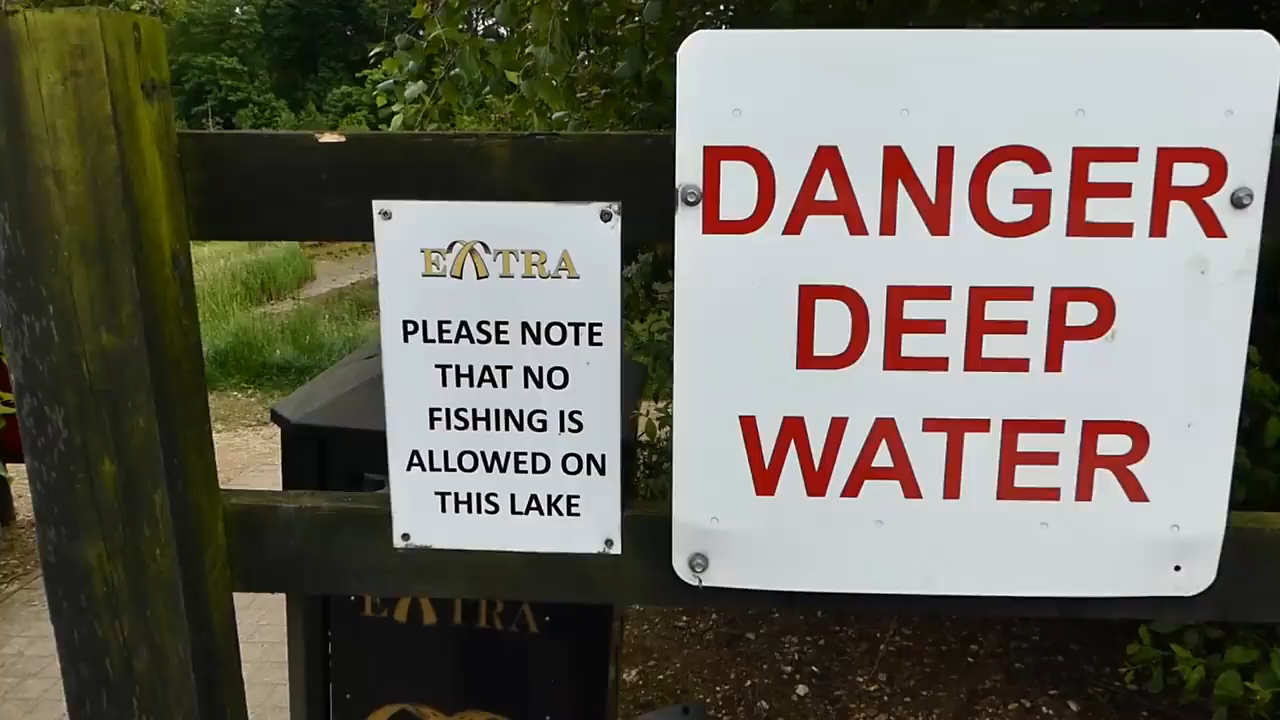 EXTRA
PLEASE NOTE
THAT NO
FISHING IS
ALLOWED ON
THIS LAKE
DANGER
DEEP
WATER
EXTRA